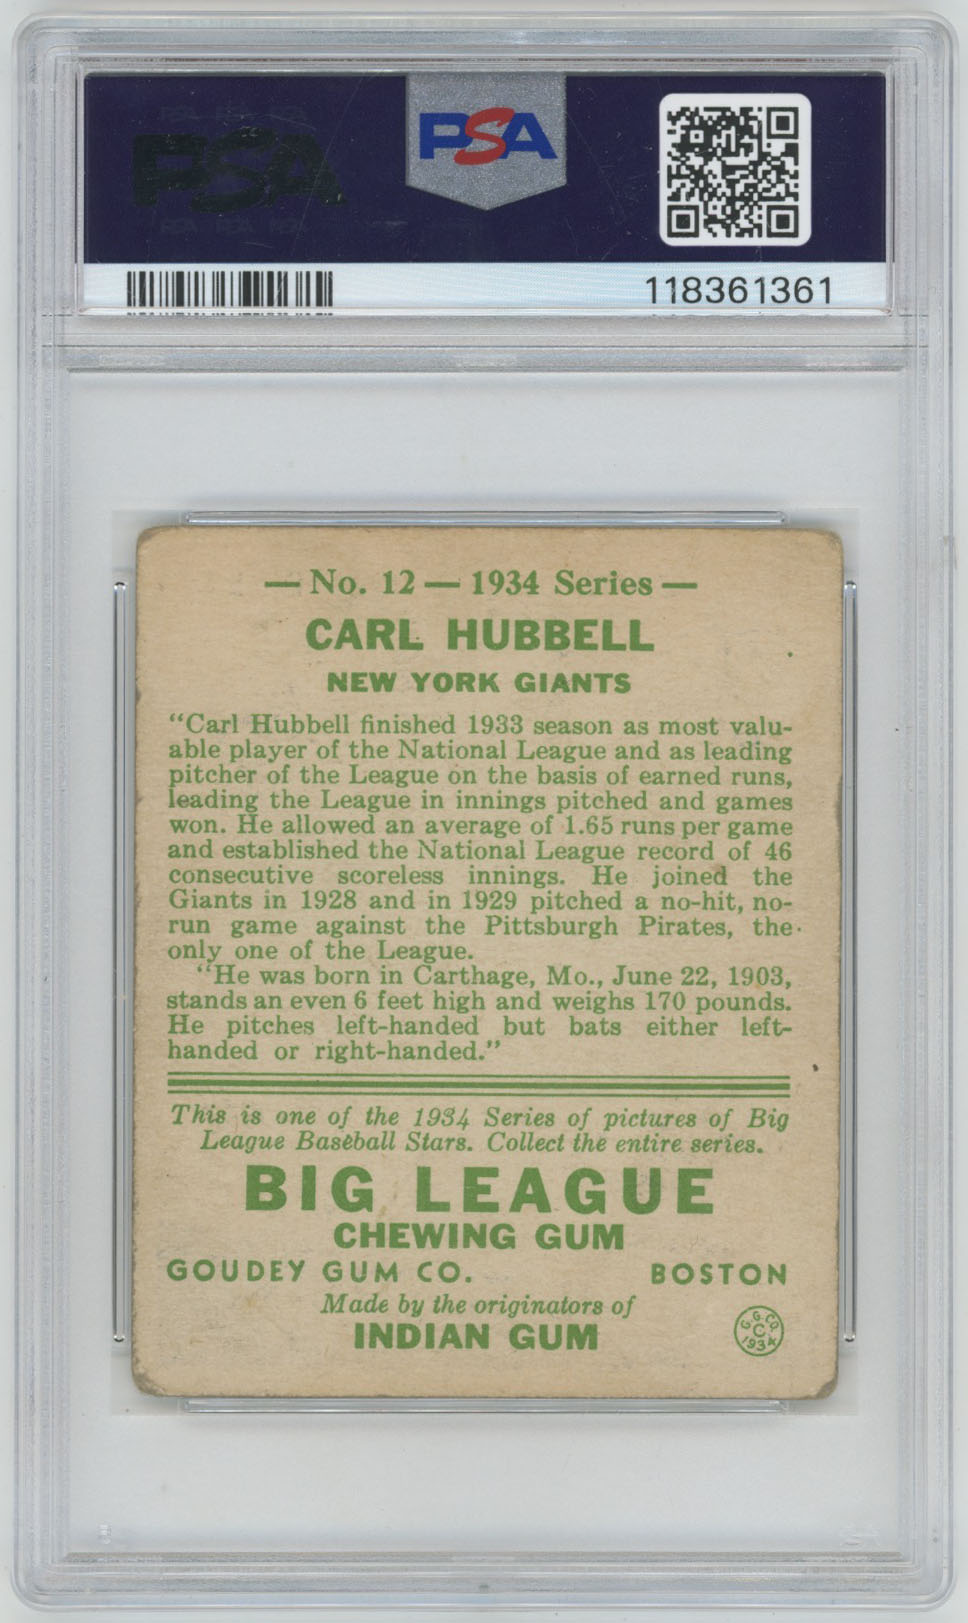 PSA
PSA
118361361
— No. 12 — 1934 Series —
CARL HUBBELL
NEW YORK GIANTS
"Carl Hubbell finished 1933 season as most valu-
able player of the National League and as leading
pitcher of the League on the basis of earned runs,
leading the League in innings pitched and games
won. He allowed an average of 1.65 runs per game
and established the National League record of 46
consecutive scoreless innings. He joined the
Giants in 1928 and in 1929 pitched a no-hit, no-
run game against the Pittsburgh Pirates, the
only one of the League.
"He was born in Carthage, Mo., June 22, 1903,
stands an even 6 feet high and weighs 170 pounds.
He pitches left-handed but bats either left-
handed or right-handed."
This is one of the 1934 Series of pictures of Big
League Baseball Stars. Collect the entire series.
BIG LEAGUE
CHEWING GUM
GOUDEY GUM CO. BOSTON
Made by the originators of
INDIAN GUM
G.G.CO.
C.
1934